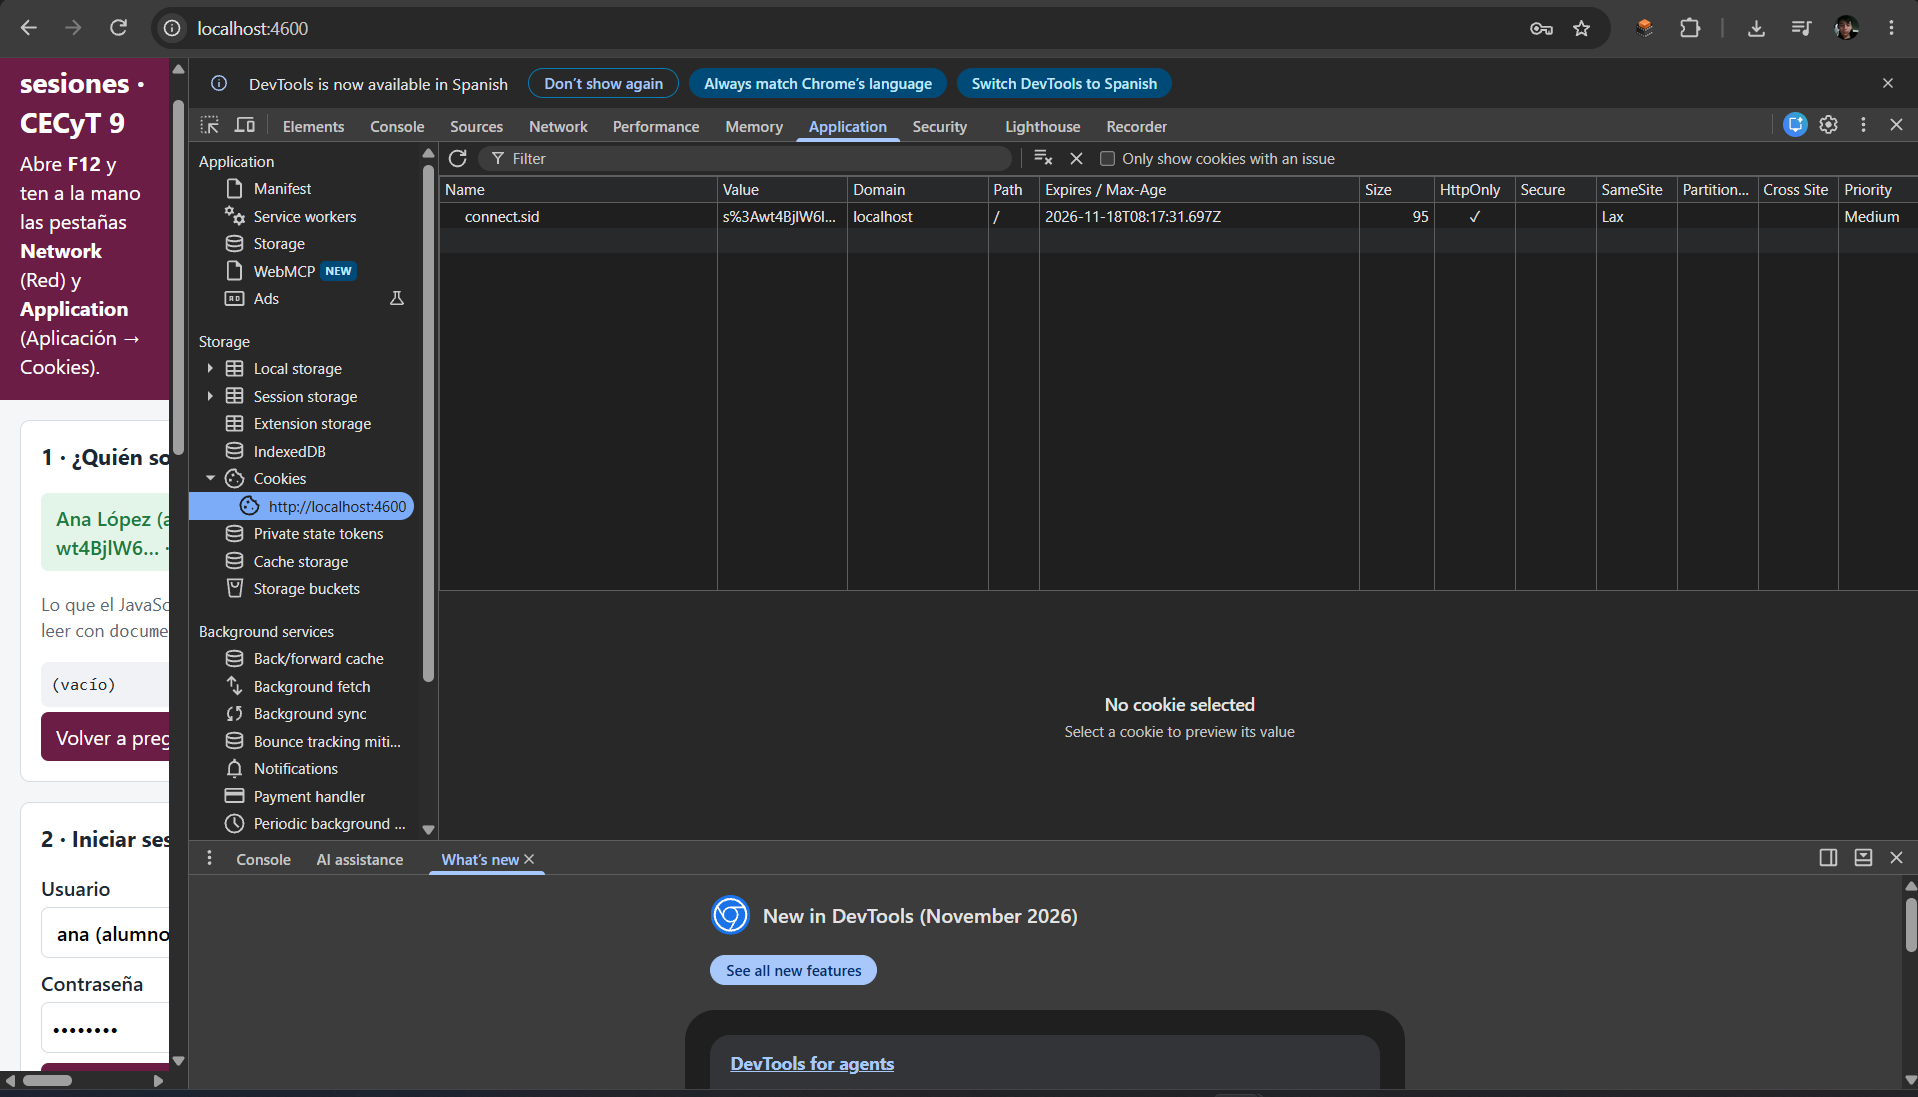 localhost:4600
sesiones ·
CECyT 9
Abre F12 y
ten a la mano
las pestañas
Network
(Red) y
Application
(Aplicación →
Cookies).
1 · ¿Quién so
Ana López (a
wt4BjlW6... ·
Lo que el JavaSc
leer con docume
(vacío)
Volver a preg
2 · Iniciar ses
Usuario
ana (alumno
Contraseña
••••••••
DevTools is now available in Spanish
Don't show again
Always match Chrome's language
Switch DevTools to Spanish
Elements Console Sources Network Performance Memory Application Security Lighthouse Recorder
Application
Manifest
Service workers
Storage
WebMCP NEW
Ads
Storage
Local storage
Session storage
Extension storage
IndexedDB
Cookies
http://localhost:4600
Private state tokens
Cache storage
Storage buckets
Background services
Back/forward cache
Background fetch
Background sync
Bounce tracking miti...
Notifications
Payment handler
Periodic background ...
Filter
Only show cookies with an issue
Name Value Domain Path Expires / Max-Age Size HttpOnly Secure SameSite Partition... Cross Site Priority
connect.sid s%3Awt4BjlW6l... localhost / 2026-11-18T08:17:31.697Z 95 ✓ Lax Medium
No cookie selected
Select a cookie to preview its value
Console AI assistance What's new
New in DevTools (November 2026)
See all new features
DevTools for agents